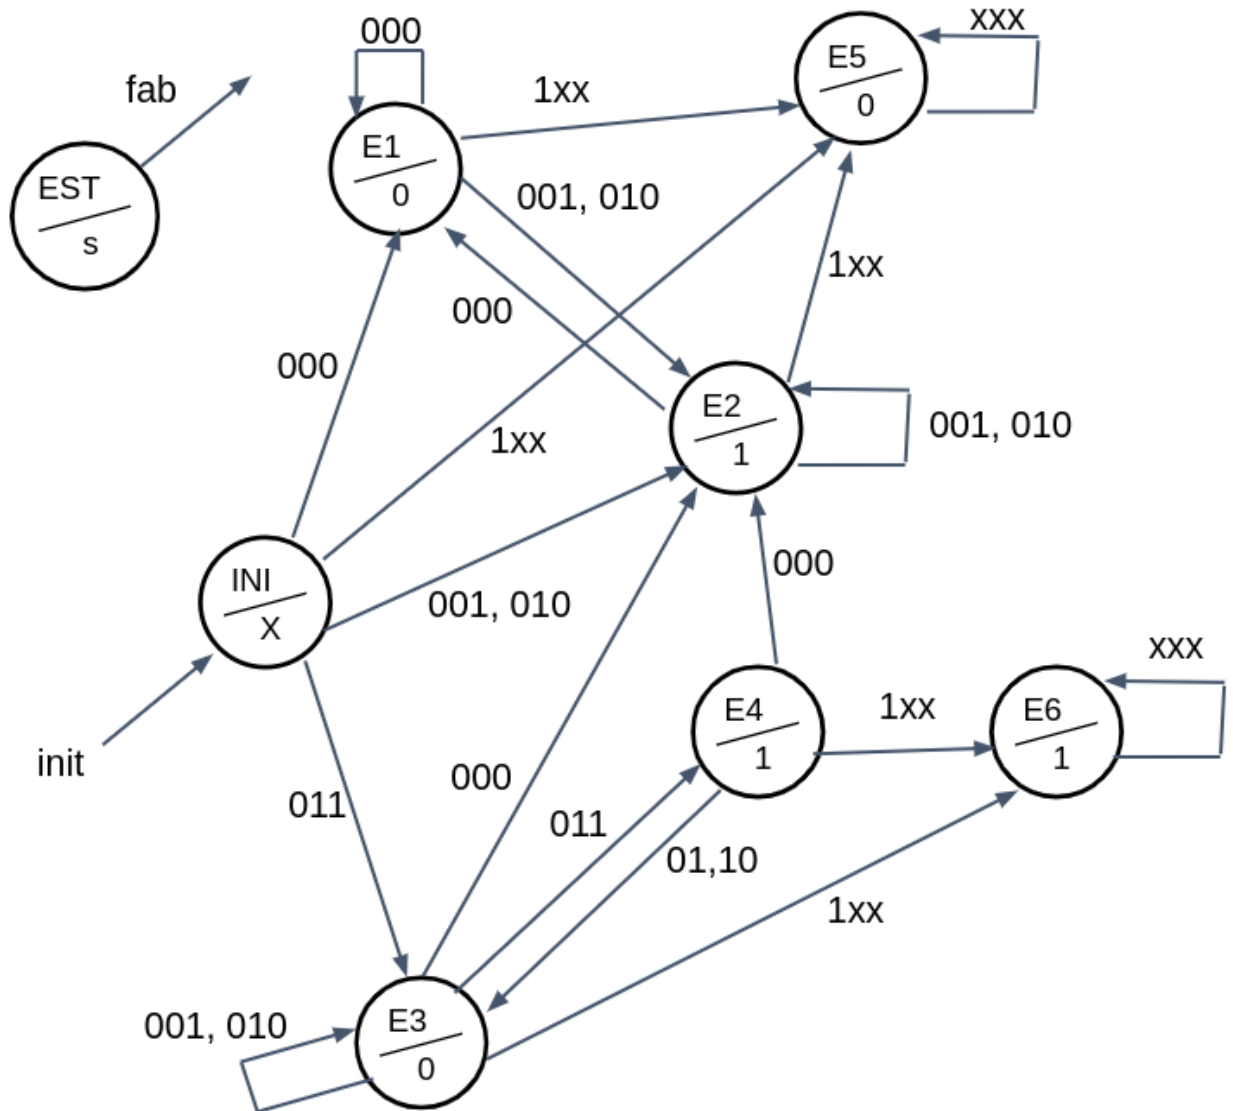 000
xxx
fab
1xx
E5
0
E1
0
EST
s
001, 010
1xx
000
000
E2
1
001, 010
1xx
000
INI
X
001, 010
xxx
E4
1
1xx
E6
1
init
000
011
011
01,10
1xx
001, 010
E3
0